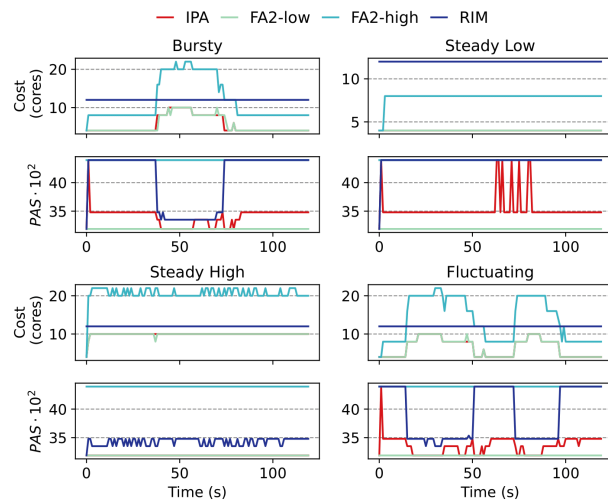 IPA FA2-low FA2-high RIM
Bursty Steady Low
Cost (cores)
20
10
10
5
PAS · 10²
40
35
40
35
0 50 100 0 50 100
Steady High Fluctuating
Cost (cores)
20
10
20
10
PAS · 10²
40
35
40
35
0 50 100 0 50 100
Time (s) Time (s)